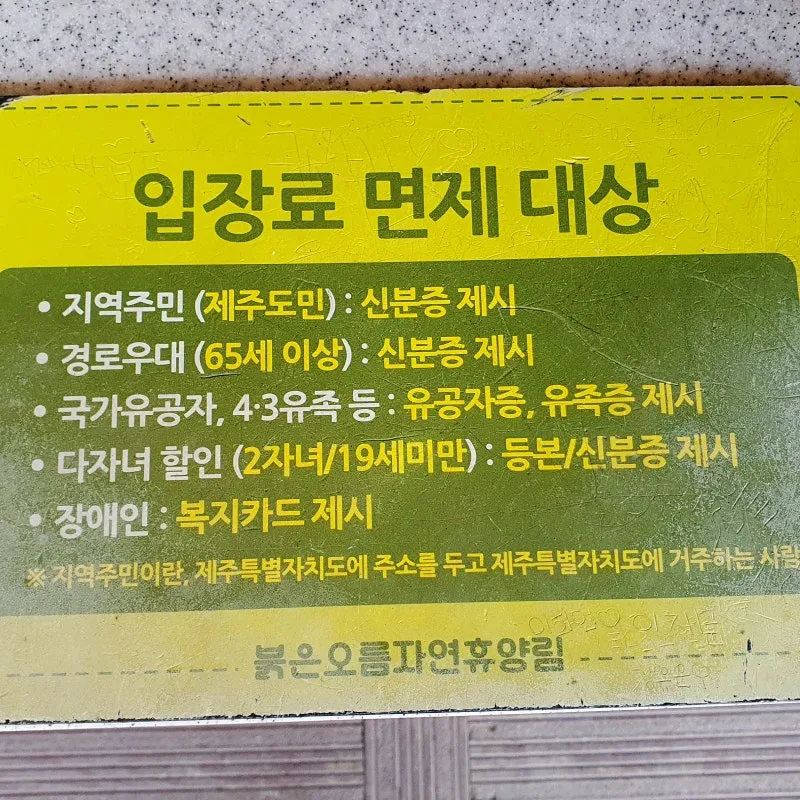 입장료 면제 대상
• 지역주민 (제주도민) : 신분증 제시
• 경로우대 (65세 이상) : 신분증 제시
• 국가유공자, 4·3유족 등 : 유공자증, 유족증 제시
• 다자녀 할인 (2자녀/19세미만) : 등본/신분증 제시
• 장애인 : 복지카드 제시
※ 지역주민이란, 제주특별자치도에 주소를 두고 제주특별자치도에 거주하는 사람
붉은오름자연휴양림